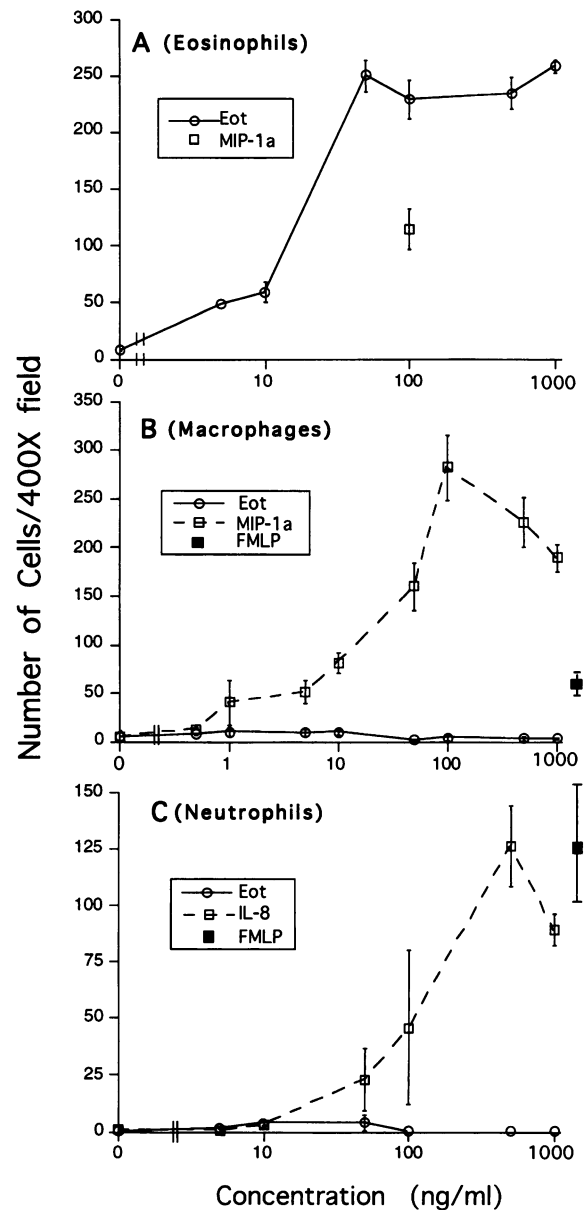 Number of Cells/400X field
A (Eosinophils)
300
250
200
150
100
50
0
Eot
MIP-1a
0 10 100 1000
B (Macrophages)
350
300
250
200
150
100
50
0
Eot
MIP-1a
FMLP
0 1 10 100 1000
C (Neutrophils)
150
125
100
75
50
25
0
Eot
IL-8
FMLP
0 10 100 1000
Concentration (ng/ml)